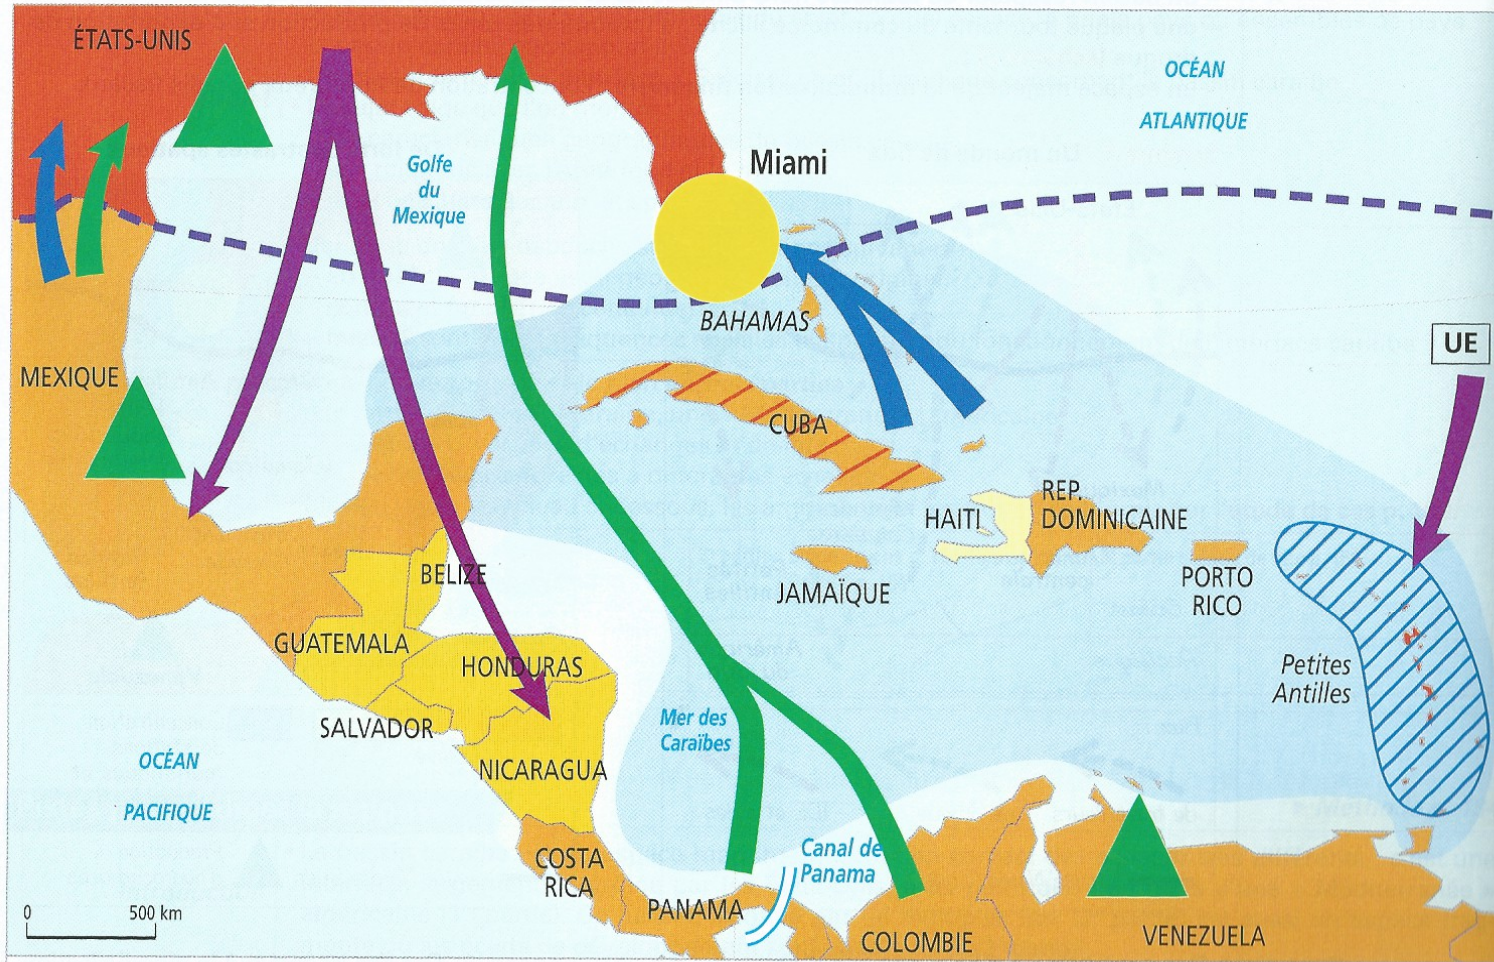 ÉTATS-UNIS
OCÉAN
ATLANTIQUE
Miami
Golfe
du
Mexique
BAHAMAS
UE
MEXIQUE
CUBA
HAITI
REP.
DOMINICAINE
JAMAÏQUE
PORTO
RICO
BELIZE
GUATEMALA
HONDURAS
Petites
Antilles
SALVADOR
Mer des
Caraïbes
NICARAGUA
OCÉAN
PACIFIQUE
COSTA
RICA
Canal de
Panama
PANAMA
COLOMBIE
VENEZUELA
0 500 km